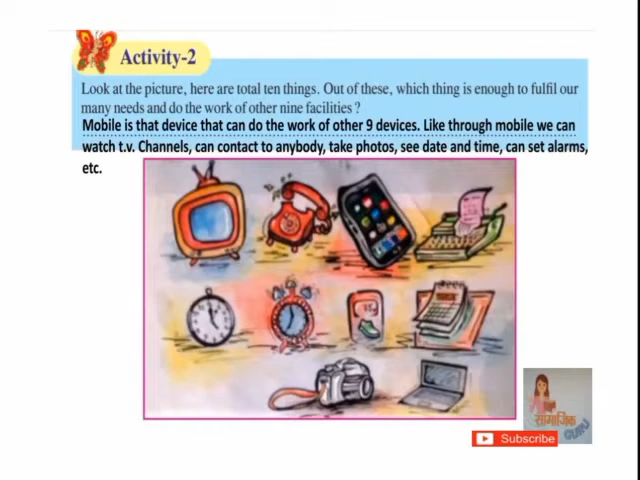 Activity-2
Look at the picture, here are total ten things. Out of these, which thing is enough to fulfil our
many needs and do the work of other nine facilities ?
Mobile is that device that can do the work of other 9 devices. Like through mobile we can
watch t.v. Channels, can contact to anybody, take photos, see date and time, can set alarms,
etc.
सामाजिक
GURU
Subscribe